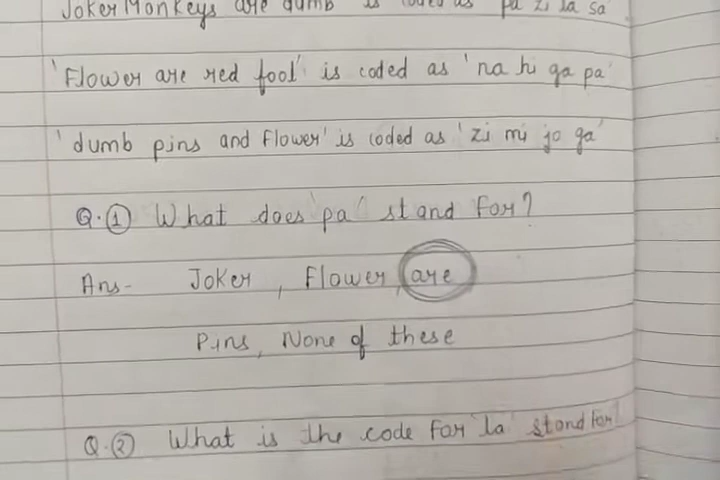 Joker Monkeys are dumb is coded as pa zi la sa
'Flower are red fool' is coded as 'na hi ga pa'
'dumb pins and Flower' is coded as 'zi mi jo ga'
Q.① What does 'pa' stand for?
Ans- Joker, Flower, are
Pins, None of these
Q.② What is the code for 'la' stand for?